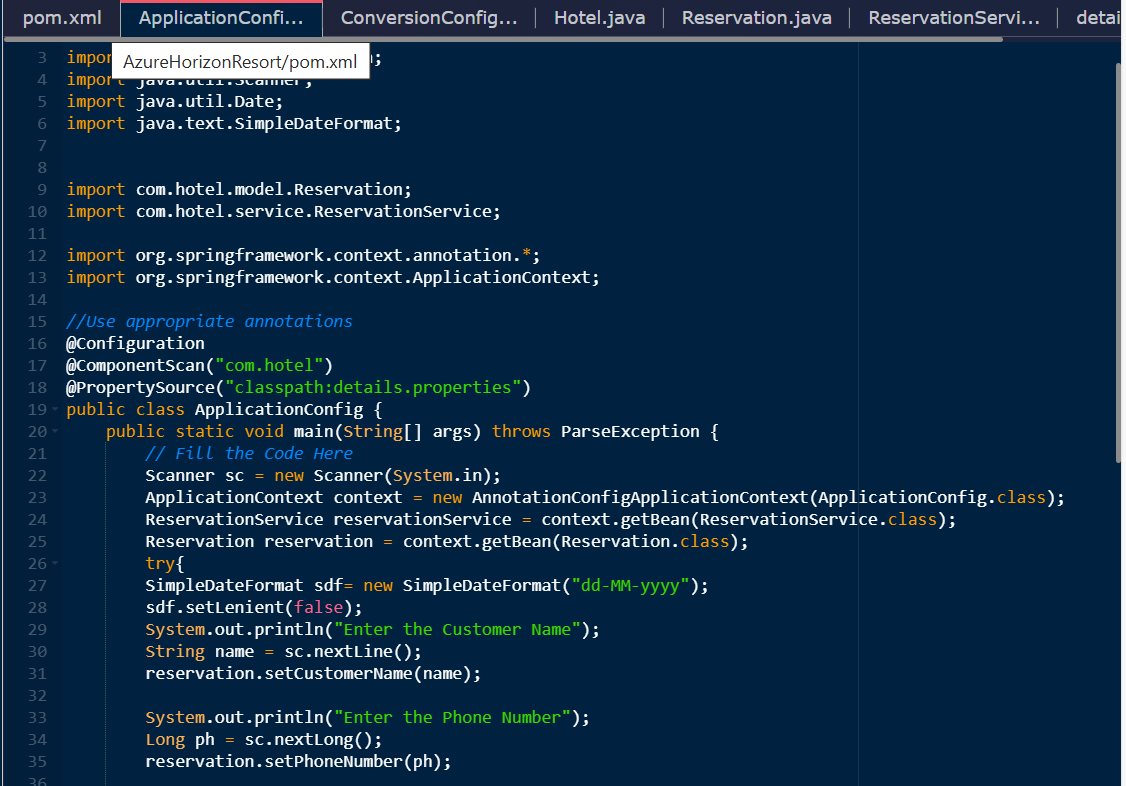 pom.xml
ApplicationConfi...
ConversionConfig...
Hotel.java
Reservation.java
ReservationServi...
detai
AzureHorizonResort/pom.xml
3 impor ;
4 import java.util.Scanner;
5 import java.util.Date;
6 import java.text.SimpleDateFormat;
7
8
9 import com.hotel.model.Reservation;
10 import com.hotel.service.ReservationService;
11
12 import org.springframework.context.annotation.*;
13 import org.springframework.context.ApplicationContext;
14
15 //Use appropriate annotations
16 @Configuration
17 @ComponentScan("com.hotel")
18 @PropertySource("classpath:details.properties")
19 public class ApplicationConfig {
20 public static void main(String[] args) throws ParseException {
21 // Fill the Code Here
22 Scanner sc = new Scanner(System.in);
23 ApplicationContext context = new AnnotationConfigApplicationContext(ApplicationConfig.class);
24 ReservationService reservationService = context.getBean(ReservationService.class);
25 Reservation reservation = context.getBean(Reservation.class);
26 try{
27 SimpleDateFormat sdf= new SimpleDateFormat("dd-MM-yyyy");
28 sdf.setLenient(false);
29 System.out.println("Enter the Customer Name");
30 String name = sc.nextLine();
31 reservation.setCustomerName(name);
32
33 System.out.println("Enter the Phone Number");
34 Long ph = sc.nextLong();
35 reservation.setPhoneNumber(ph);
36